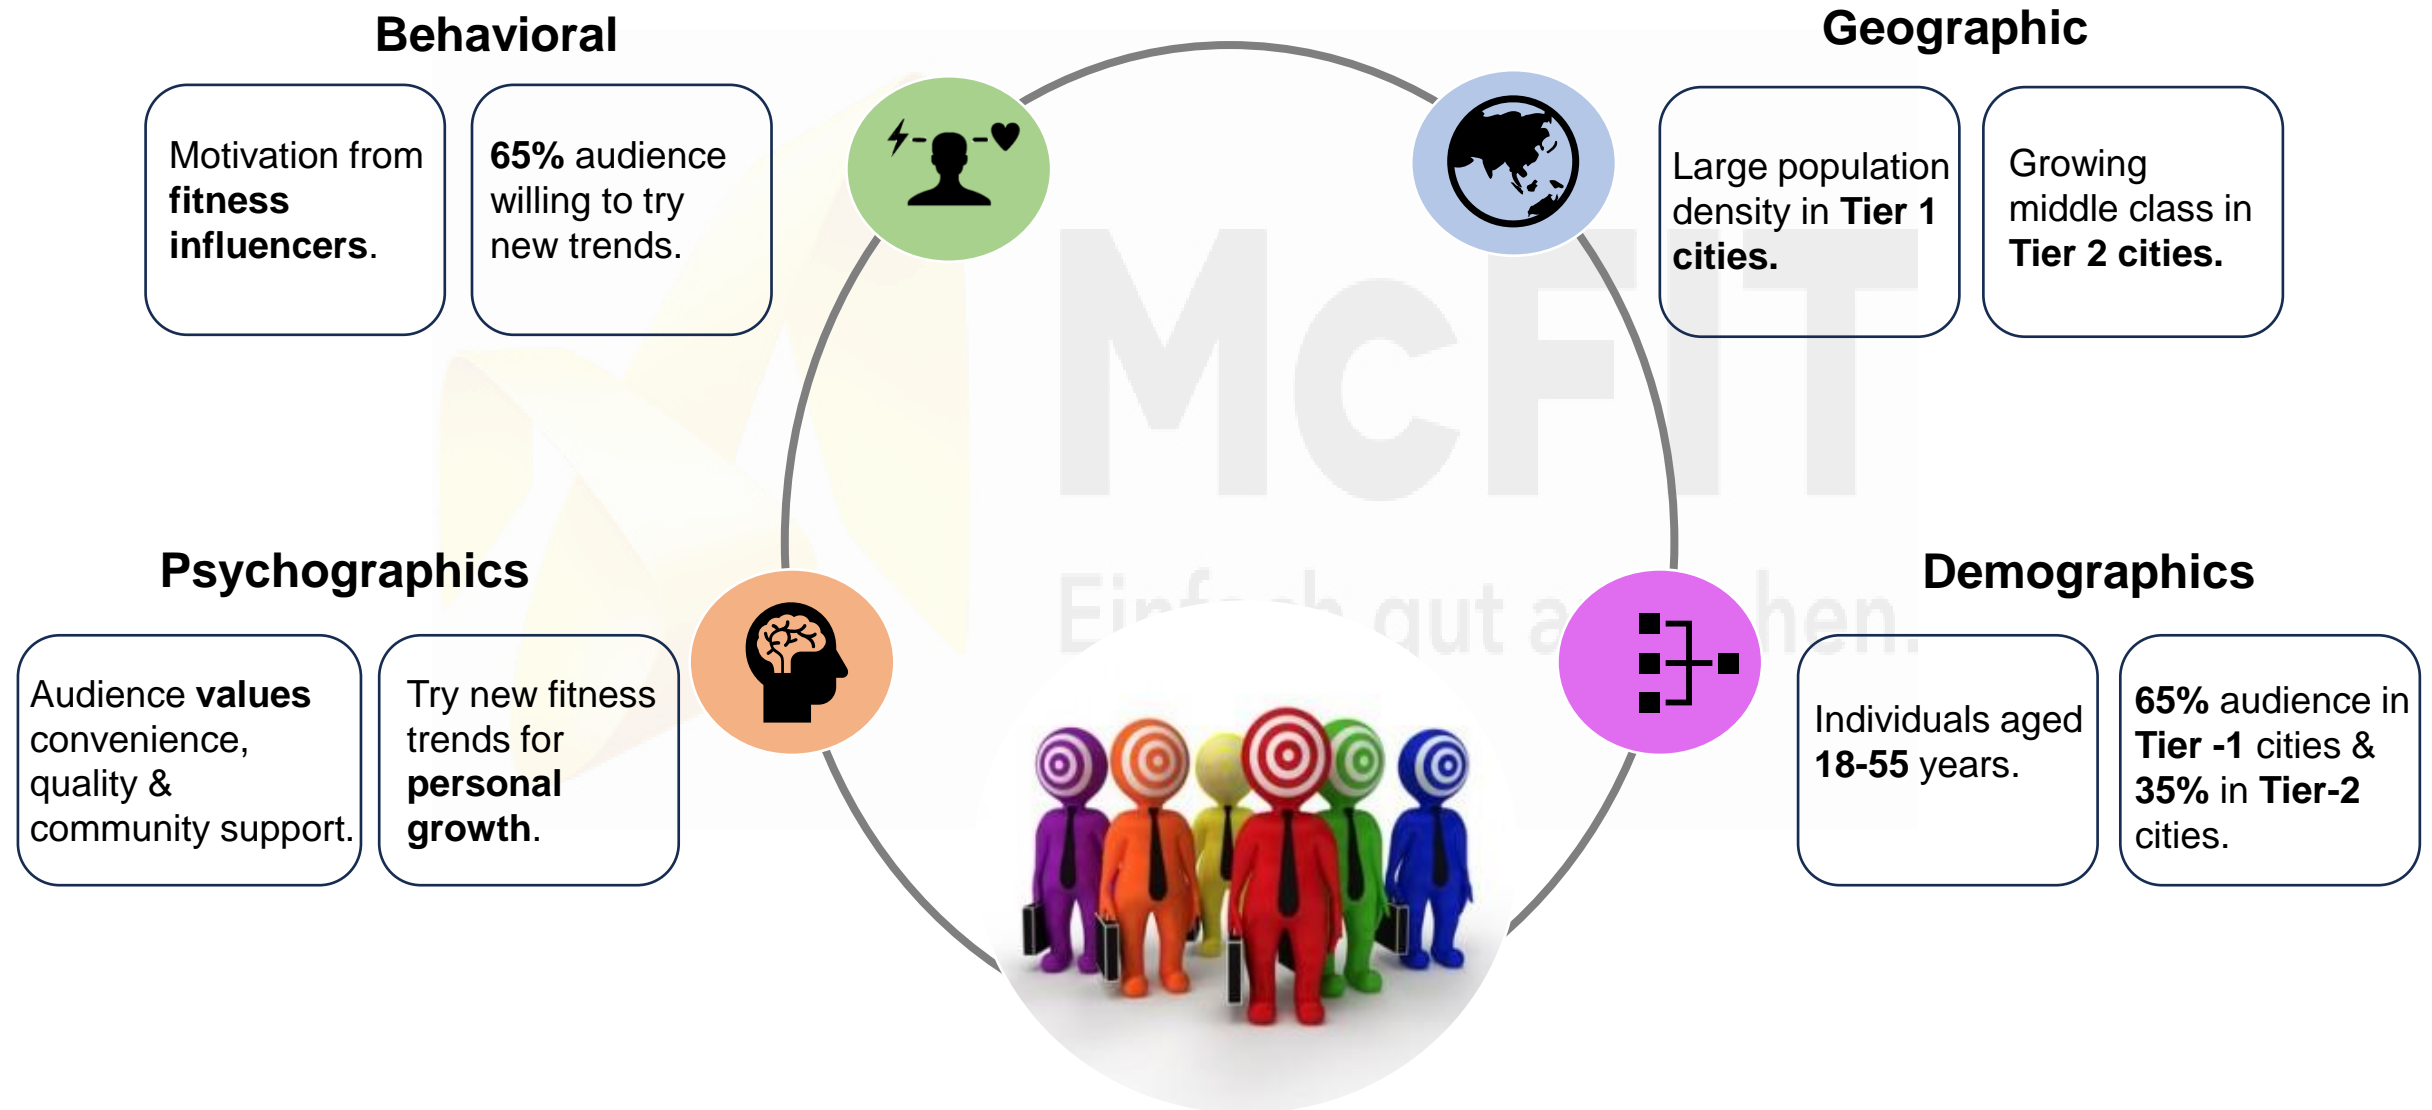 Behavioral
Motivation from
fitness
influencers.
65% audience
willing to try
new trends.
Geographic
Large population
density in Tier 1
cities.
Growing
middle class in
Tier 2 cities.
McFIT
Einfach gut a hen.
Psychographics
Audience values
convenience,
quality &
community support.
Try new fitness
trends for
personal
growth.
Demographics
Individuals aged
18-55 years.
65% audience in
Tier -1 cities &
35% in Tier-2
cities.